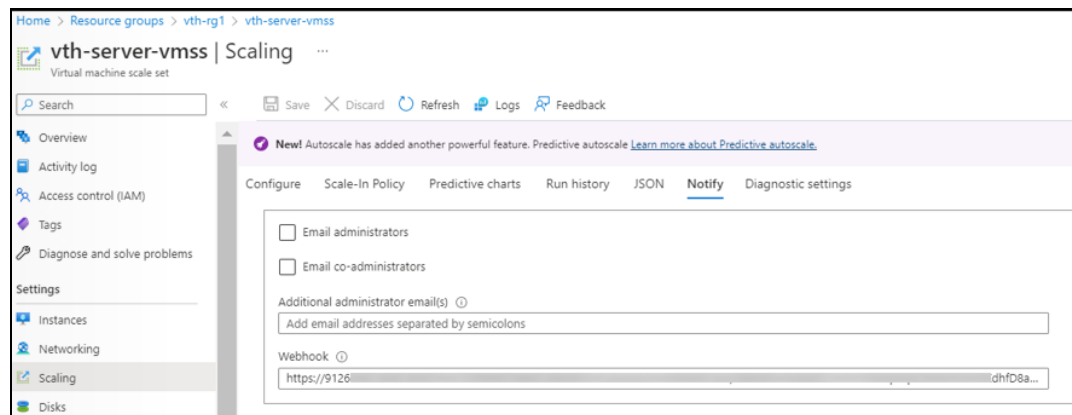 Home > Resource groups > vth-rg1 > vth-server-vmss
vth-server-vmss | Scaling ...
Virtual machine scale set
Search
«
Save Discard Refresh Logs Feedback
Overview
Activity log
Access control (IAM)
Tags
Diagnose and solve problems
Settings
Instances
Networking
Scaling
Disks
New! Autoscale has added another powerful feature. Predictive autoscale Learn more about Predictive autoscale.
Configure Scale-In Policy Predictive charts Run history JSON Notify Diagnostic settings
Email administrators
Email co-administrators
Additional administrator email(s)
Add email addresses separated by semicolons
Webhook
https://9126 dhfD8a...